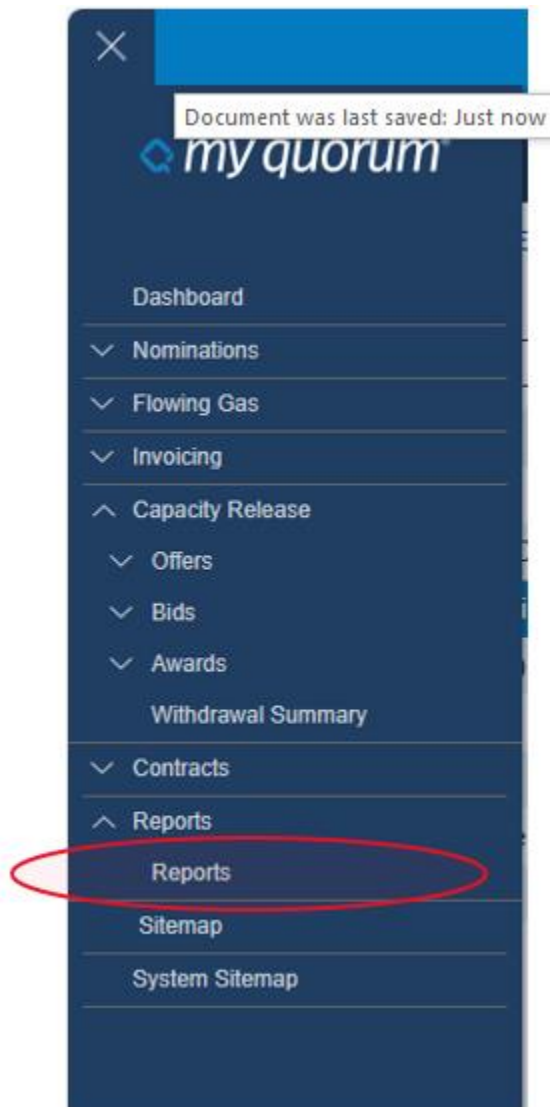 Document was last saved: Just now
my quorum
Dashboard
Nominations
Flowing Gas
Invoicing
Capacity Release
Offers
Bids
Awards
Withdrawal Summary
Contracts
Reports
Reports
Sitemap
System Sitemap